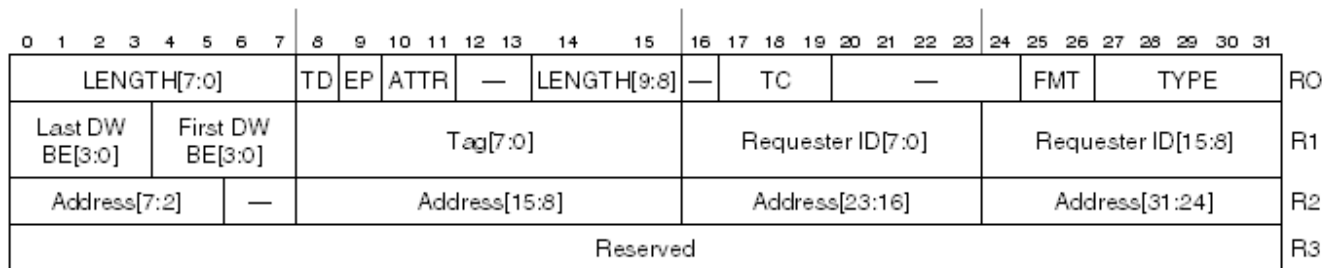 0 1 2 3 4 5 6 7 8 9 10 11 12 13 14 15 16 17 18 19 20 21 22 23 24 25 26 27 28 29 30 31
LENGTH[7:0] TD EP ATTR — LENGTH[9:8] — TC — FMT TYPE R0
Last DW BE[3:0] First DW BE[3:0] Tag[7:0] Requester ID[7:0] Requester ID[15:8] R1
Address[7:2] — Address[15:8] Address[23:16] Address[31:24] R2
Reserved R3